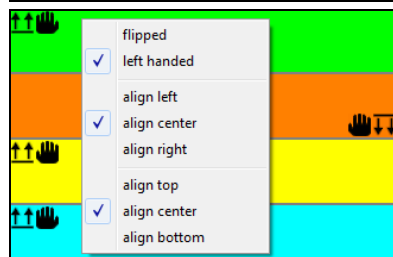 flipped
left handed
align left
align center
align right
align top
align center
align bottom